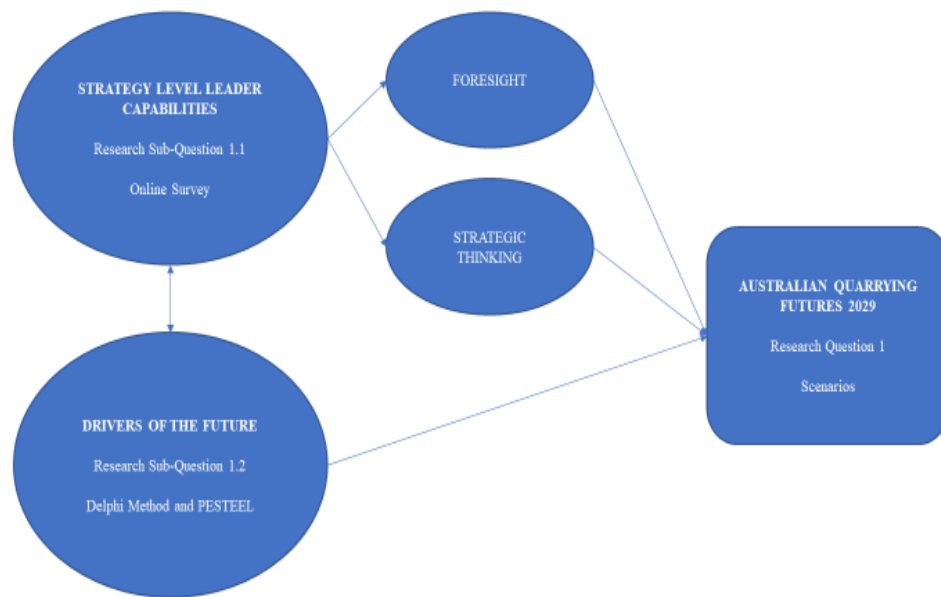 STRATEGY LEVEL LEADER
CAPABILITIES
Research Sub-Question 1.1
Online Survey
FORESIGHT
STRATEGIC
THINKING
AUSTRALIAN QUARRYING
FUTURES 2029
Research Question 1
Scenarios
DRIVERS OF THE FUTURE
Research Sub-Question 1.2
Delphi Method and PESTEEL